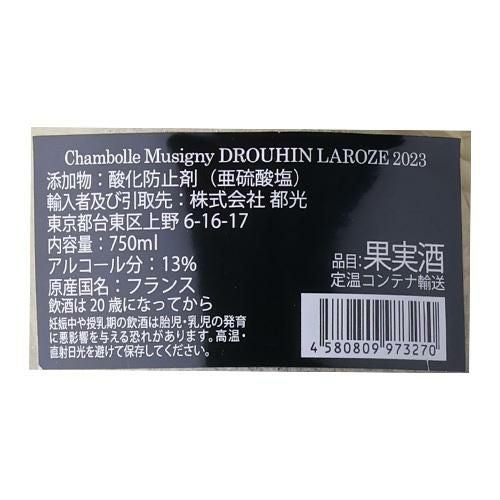 Chambolle Musigny DROUHIN LAROZE 2023
添加物：酸化防止剤（亜硫酸塩）
輸入者及び引取先：株式会社 都光
東京都台東区上野 6-16-17
内容量：750ml
アルコール分：13%
原産国名：フランス
飲酒は 20 歳になってから
妊娠中や授乳期の飲酒は胎児・乳児の発育
に悪影響を与える恐れがあります。高温・
直射日光を避けて保存してください。
品目：果実酒
定温コンテナ輸送
4 580809 973270